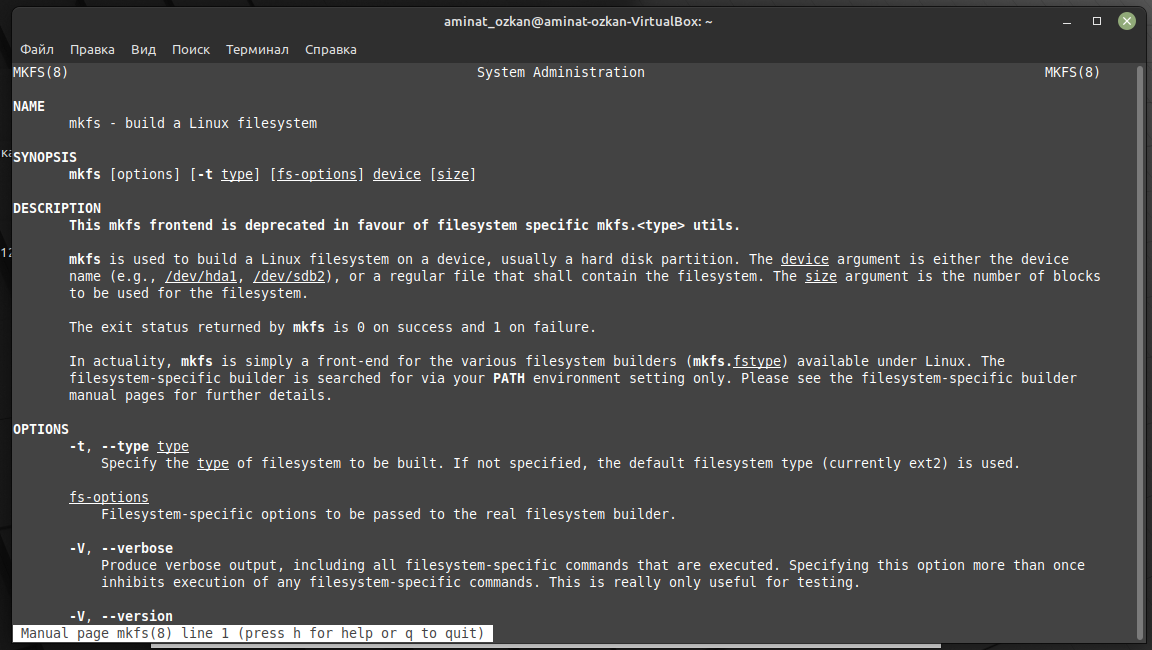 aminat_ozkan@aminat-ozkan-VirtualBox: ~
Файл Правка Вид Поиск Терминал Справка
MKFS(8) System Administration MKFS(8)
NAME
mkfs - build a Linux filesystem
SYNOPSIS
mkfs [options] [-t type] [fs-options] device [size]
DESCRIPTION
This mkfs frontend is deprecated in favour of filesystem specific mkfs.<type> utils.
mkfs is used to build a Linux filesystem on a device, usually a hard disk partition. The device argument is either the device
name (e.g., /dev/hda1, /dev/sdb2), or a regular file that shall contain the filesystem. The size argument is the number of blocks
to be used for the filesystem.
The exit status returned by mkfs is 0 on success and 1 on failure.
In actuality, mkfs is simply a front-end for the various filesystem builders (mkfs.fstype) available under Linux. The
filesystem-specific builder is searched for via your PATH environment setting only. Please see the filesystem-specific builder
manual pages for further details.
OPTIONS
-t, --type type
Specify the type of filesystem to be built. If not specified, the default filesystem type (currently ext2) is used.
fs-options
Filesystem-specific options to be passed to the real filesystem builder.
-V, --verbose
Produce verbose output, including all filesystem-specific commands that are executed. Specifying this option more than once
inhibits execution of any filesystem-specific commands. This is really only useful for testing.
-V, --version
Manual page mkfs(8) line 1 (press h for help or q to quit)